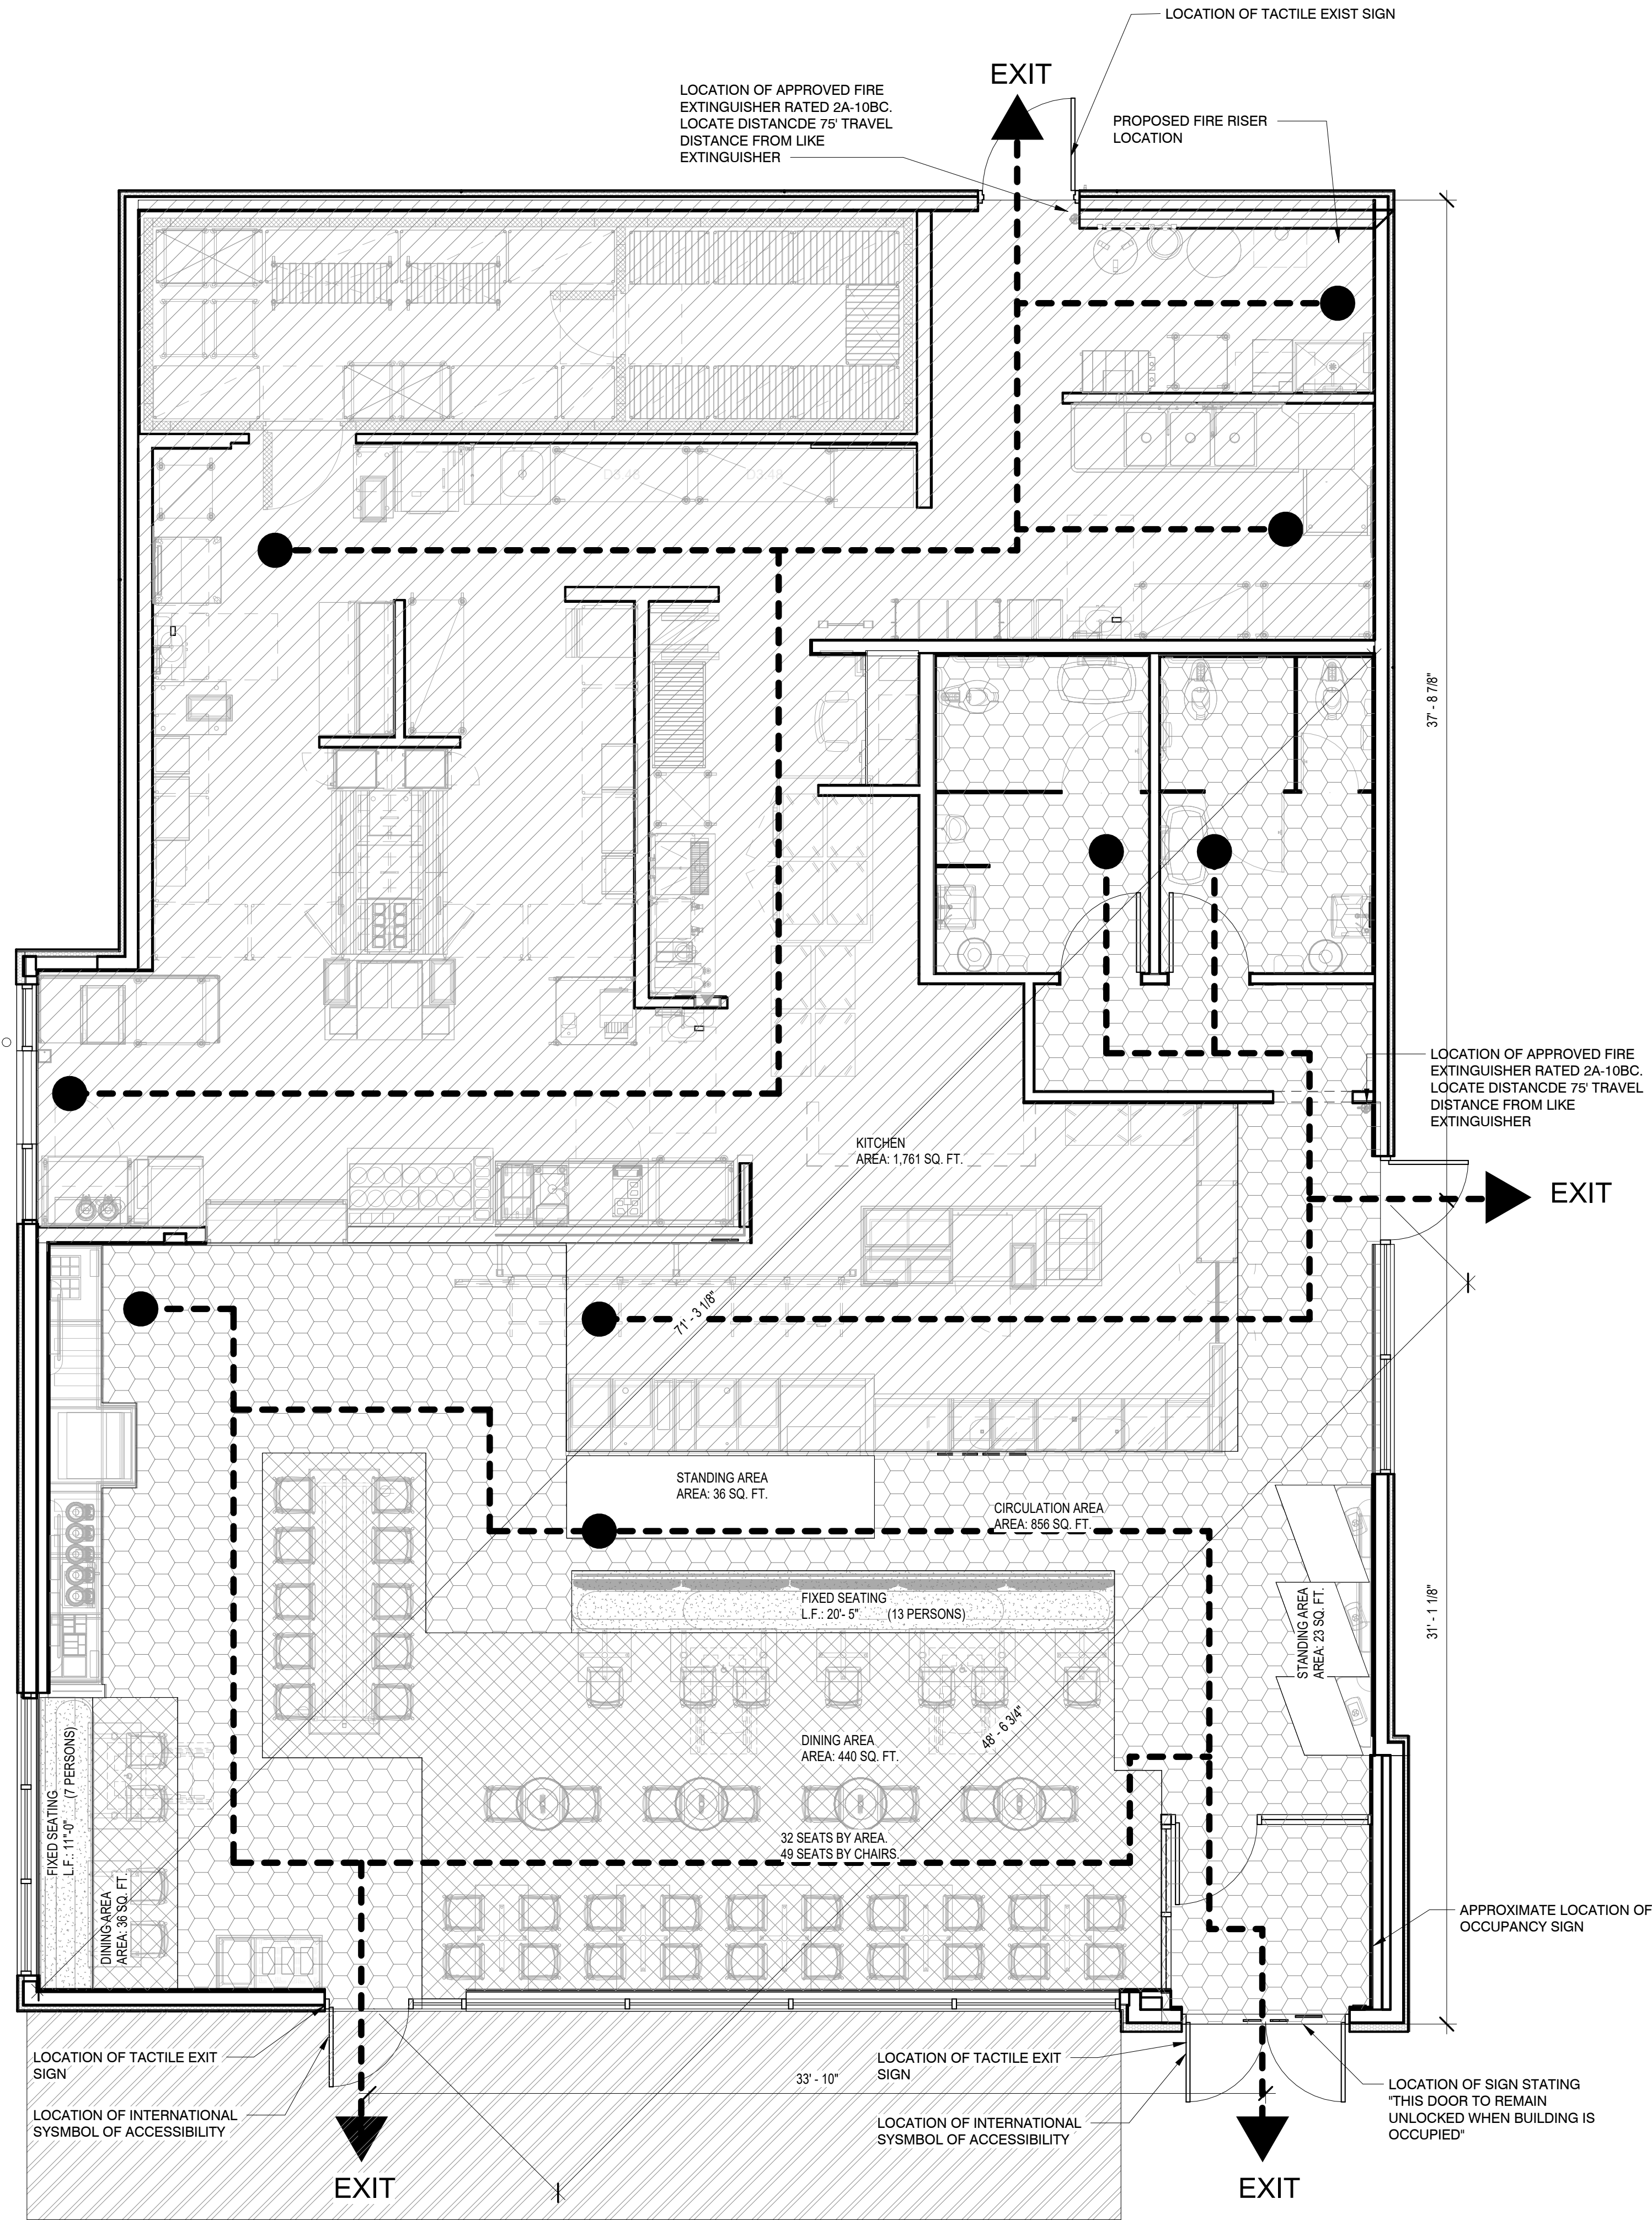 LOCATION OF TACTILE EXIST SIGN
EXIT
LOCATION OF APPROVED FIRE
EXTINGUISHER RATED 2A-10BC.
LOCATE DISTANCDE 75' TRAVEL
DISTANCE FROM LIKE
EXTINGUISHER
PROPOSED FIRE RISER
LOCATION
37' - 8 7/8"
LOCATION OF APPROVED FIRE
EXTINGUISHER RATED 2A-10BC.
LOCATE DISTANCDE 75' TRAVEL
DISTANCE FROM LIKE
EXTINGUISHER
KITCHEN
AREA: 1,761 SQ. FT.
EXIT
71' - 3 1/8"
STANDING AREA
AREA: 36 SQ. FT.
CIRCULATION AREA
AREA: 856 SQ. FT.
FIXED SEATING
L.F.: 20'- 5" (13 PERSONS)
STANDING AREA
AREA: 23 SQ. FT.
31' - 1 1/8"
48' - 6 3/4"
DINING AREA
AREA: 440 SQ. FT.
FIXED SEATING
L.F.: 11"-0" (7 PERSONS)
32 SEATS BY AREA.
49 SEATS BY CHAIRS.
DINING AREA
AREA: 36 SQ. FT.
APPROXIMATE LOCATION OF
OCCUPANCY SIGN
LOCATION OF TACTILE EXIT
SIGN
LOCATION OF INTERNATIONAL
SYSMBOL OF ACCESSIBILITY
33' - 10"
LOCATION OF TACTILE EXIT
SIGN
LOCATION OF INTERNATIONAL
SYSMBOL OF ACCESSIBILITY
LOCATION OF SIGN STATING
"THIS DOOR TO REMAIN
UNLOCKED WHEN BUILDING IS
OCCUPIED"
EXIT
EXIT